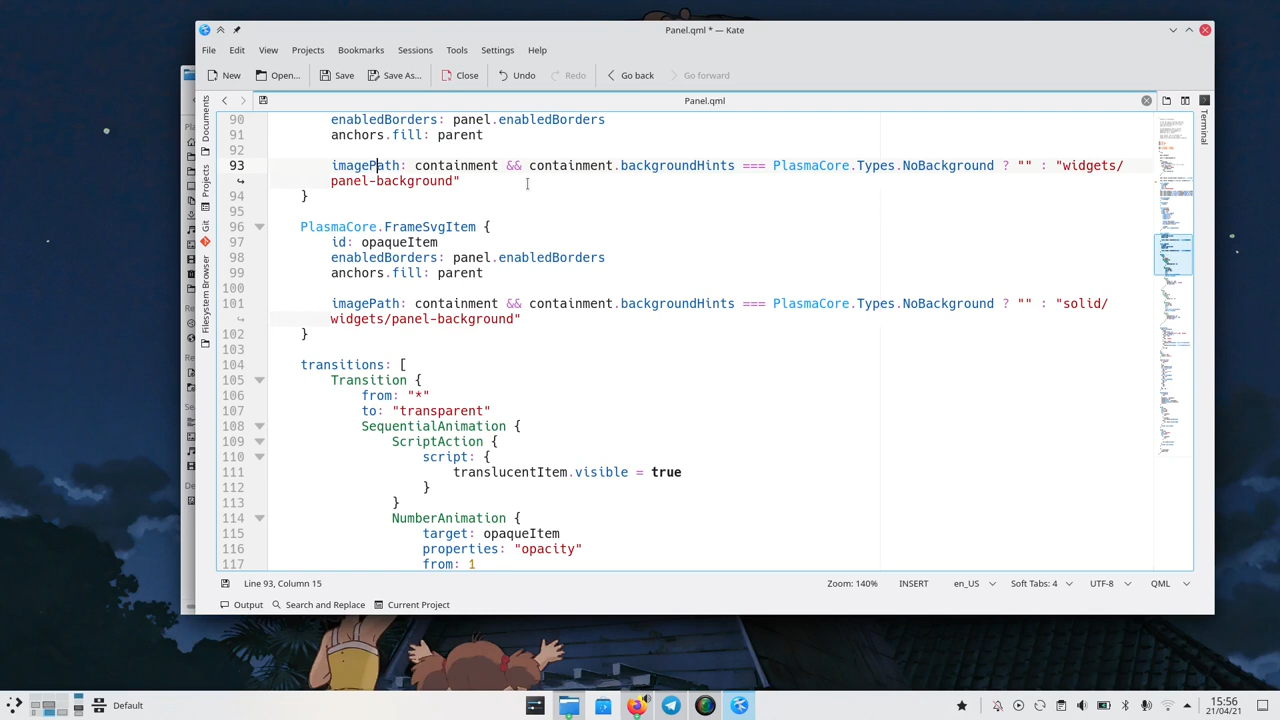 Panel.qml * — Kate
File Edit View Projects Bookmarks Sessions Tools Settings Help
New Open... Save Save As... Close Undo Redo Go back Go forward
Panel.qml
Documents
Projects
Git
Filesystem Browser
Terminal
90 enabledBorders: panel.enabledBorders
91 anchors.fill: parent
92
93 imagePath: containment && containment.backgroundHints === PlasmaCore.Types.NoBackground ? "" : "widgets/
panel-background"
94 }
95
96 PlasmaCore.FrameSvgItem {
97 id: opaqueItem
98 enabledBorders: panel.enabledBorders
99 anchors.fill: parent
100
101 imagePath: containment && containment.backgroundHints === PlasmaCore.Types.NoBackground ? "" : "solid/
widgets/panel-background"
102 }
103
104 transitions: [
105 Transition {
106 from: "*"
107 to: "transparent"
108 SequentialAnimation {
109 ScriptAction {
110 script: {
111 translucentItem.visible = true
112 }
113 }
114 NumberAnimation {
115 target: opaqueItem
116 properties: "opacity"
117 from: 1
Line 93, Column 15 Zoom: 140% INSERT en_US Soft Tabs: 4 UTF-8 QML
Output Search and Replace Current Project
Default
15:56
21/04/21